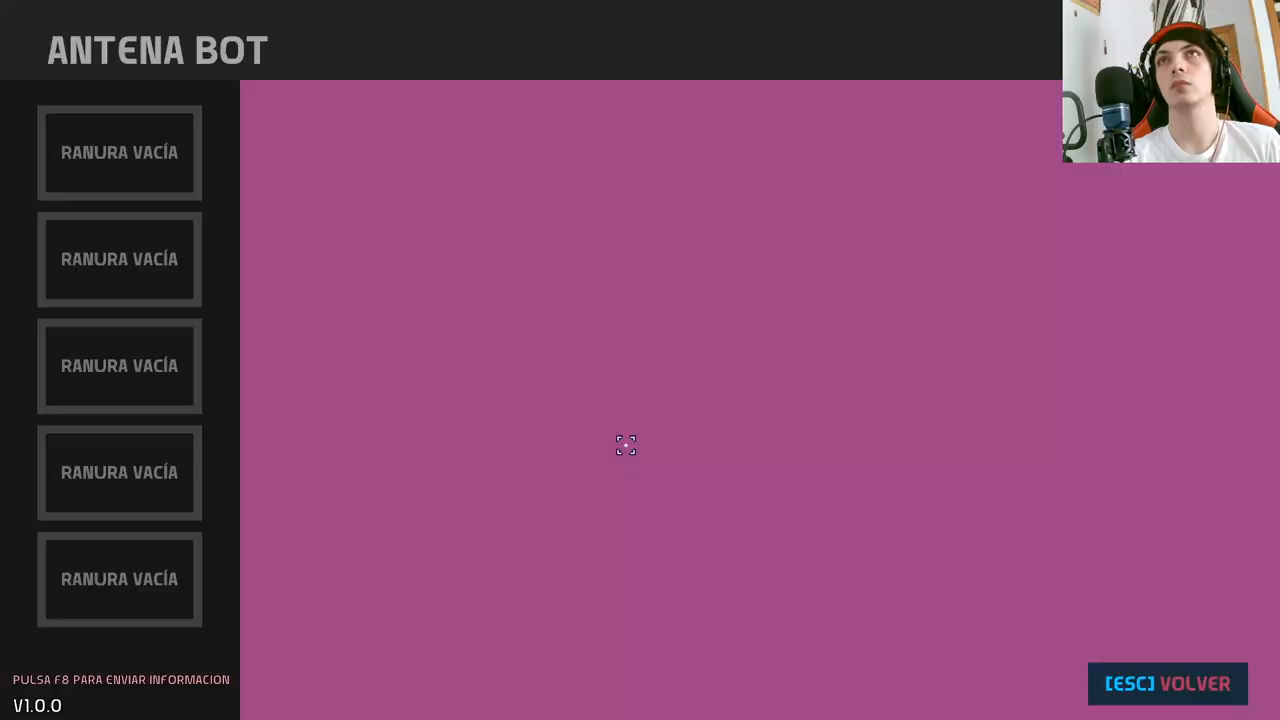 ANTENA BOT
RANURA VACÍA
RANURA VACÍA
RANURA VACÍA
RANURA VACÍA
RANURA VACÍA
PULSA F8 PARA ENVIAR INFORMACIÓN
V1.0.0
[ESC] VOLVER